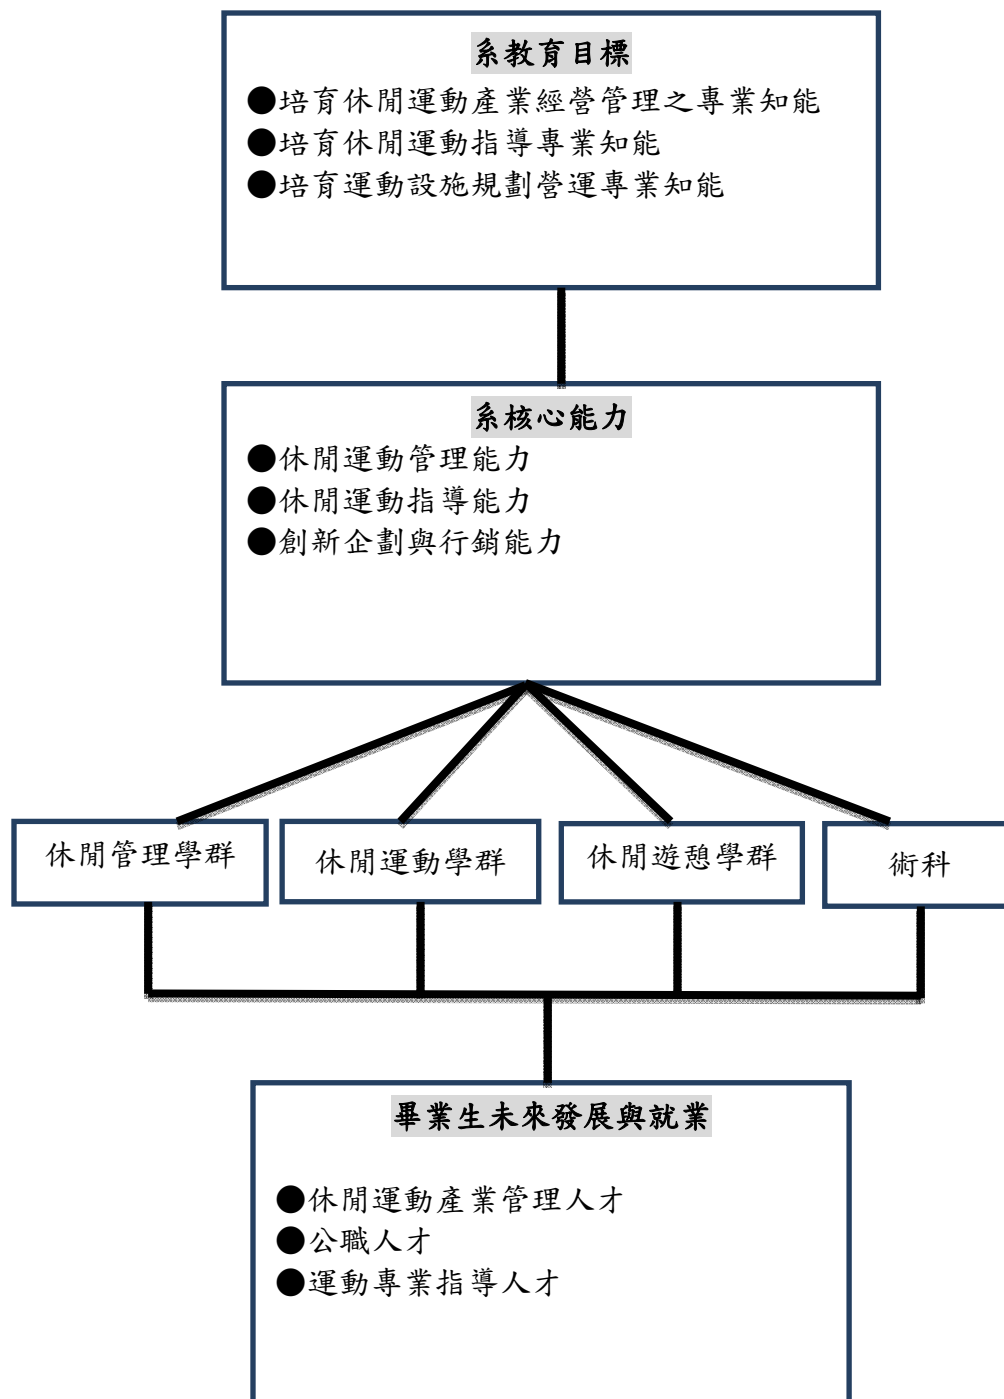 系教育目標
●培育休閒運動產業經營管理之專業知能
●培育休閒運動指導專業知能
●培育運動設施規劃營運專業知能
系核心能力
●休閒運動管理能力
●休閒運動指導能力
●創新企劃與行銷能力
休閒管理學群
休閒運動學群
休閒遊憩學群
術科
畢業生未來發展與就業
●休閒運動產業管理人才
●公職人才
●運動專業指導人才